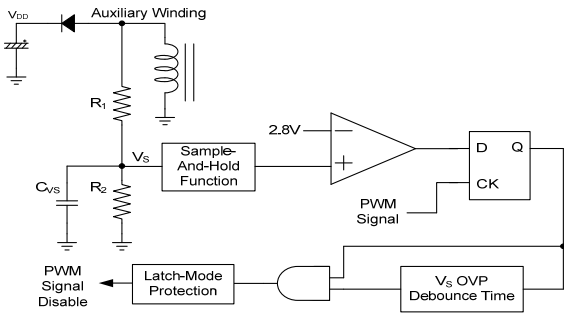 Auxiliary Winding
VDD
R1
VS
Sample-
And-Hold
Function
2.8V
−
+
D
Q
CK
PWM
Signal
CVS
R2
PWM
Signal
Disable
Latch-Mode
Protection
VS OVP
Debounce Time